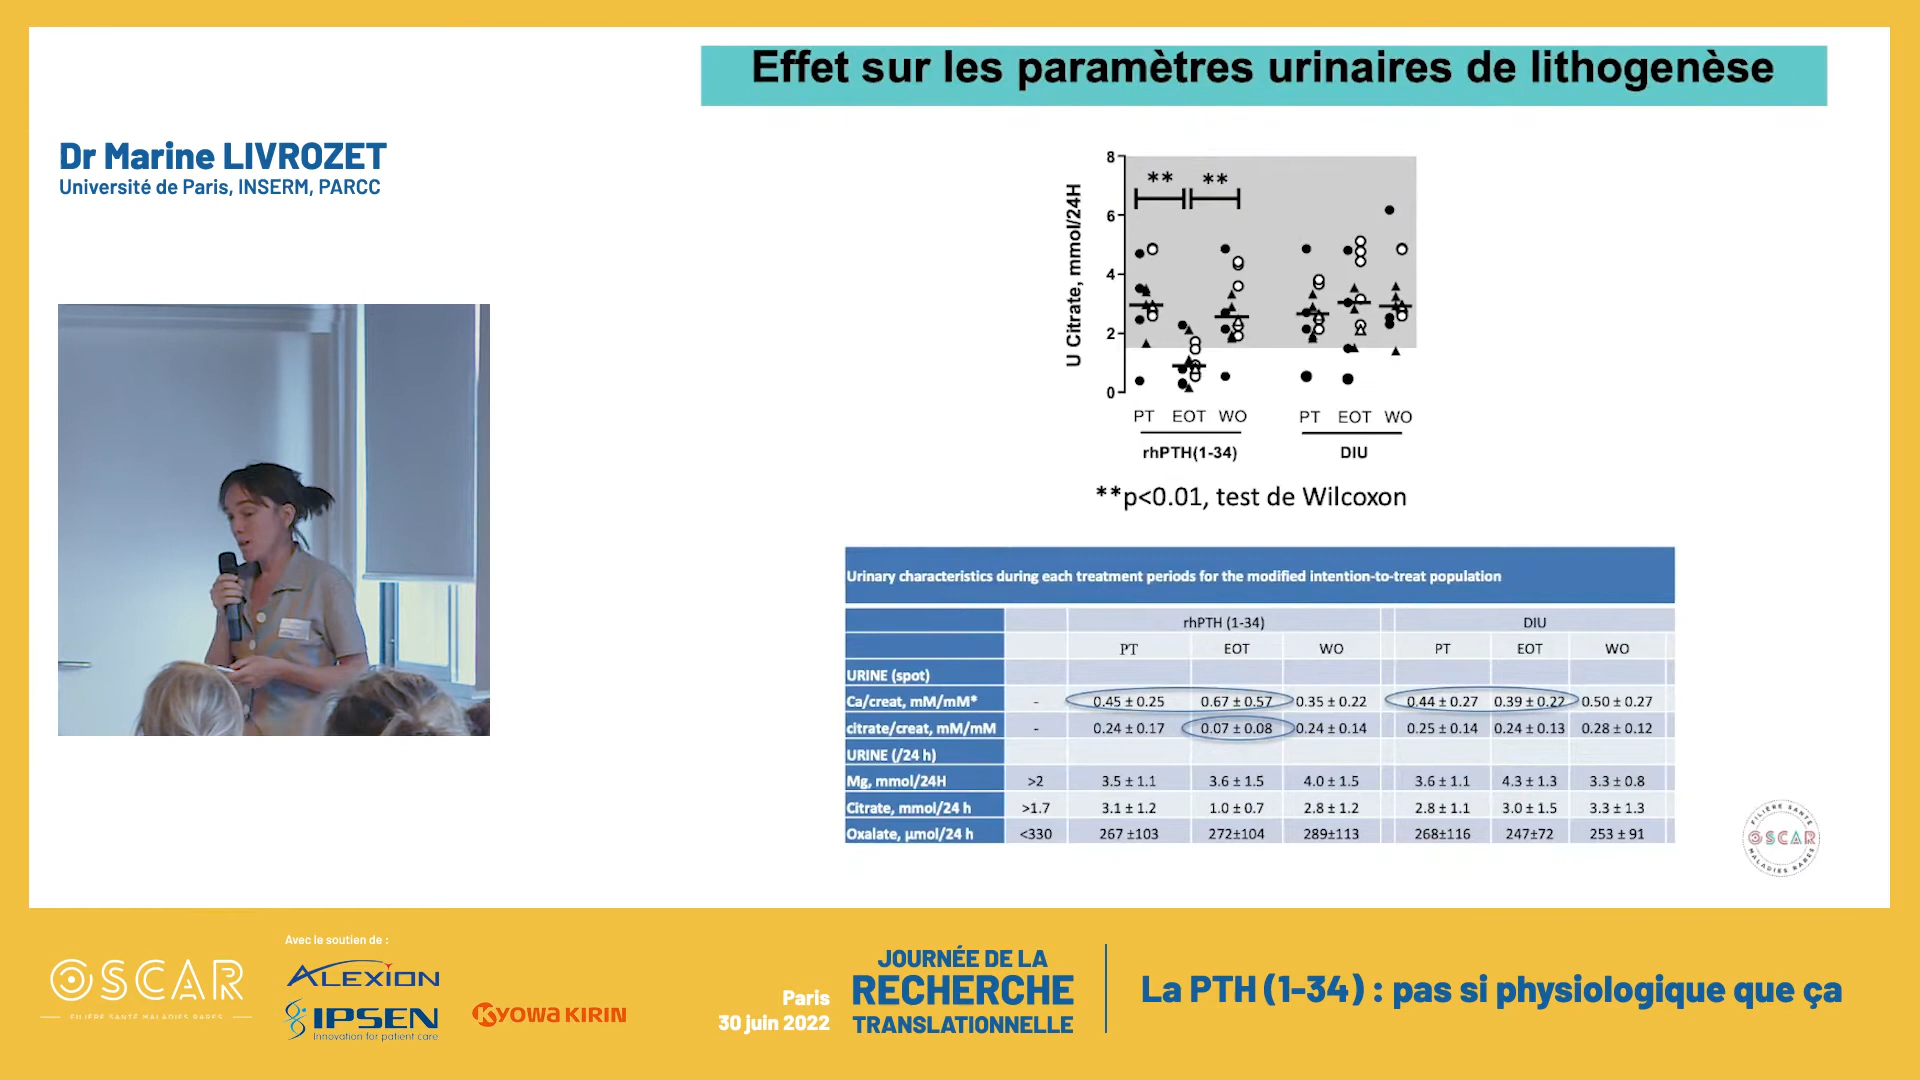 Effet sur les paramètres urinaires de lithogenèse
Dr Marine LIVROZET
Université de Paris, INSERM, PARCC
U Citrate, mmol/24H
8
6
4
2
0
** **
PT EOT WO PT EOT WO
rhPTH(1-34) DIU
**p<0.01, test de Wilcoxon
Urinary characteristics during each treatment periods for the modified intention-to-treat population
rhPTH (1-34) DIU
PT EOT WO PT EOT WO
URINE (spot)
Ca/creat, mM/mM* - 0.45 ± 0.25 0.67 ± 0.57 0.35 ± 0.22 0.44 ± 0.27 0.39 ± 0.22 0.50 ± 0.27
citrate/creat, mM/mM - 0.24 ± 0.17 0.07 ± 0.08 0.24 ± 0.14 0.25 ± 0.14 0.24 ± 0.13 0.28 ± 0.12
URINE (/24 h)
Mg, mmol/24H >2 3.5 ± 1.1 3.6 ± 1.5 4.0 ± 1.5 3.6 ± 1.1 4.3 ± 1.3 3.3 ± 0.8
Citrate, mmol/24 h >1.7 3.1 ± 1.2 1.0 ± 0.7 2.8 ± 1.2 2.8 ± 1.1 3.0 ± 1.5 3.3 ± 1.3
Oxalate, µmol/24 h <330 267 ±103 272±104 289±113 268±116 247±72 253 ± 91
FILIÈRE SANTÉ
OSCAR
MALADIES RARES
OSCAR
FILIÈRE SANTÉ MALADIES RARES
Avec le soutien de :
ALEXION
IPSEN
Innovation for patient care
KYOWA KIRIN
Paris
30 juin 2022
JOURNÉE DE LA
RECHERCHE
TRANSLATIONNELLE
La PTH (1-34) : pas si physiologique que ça